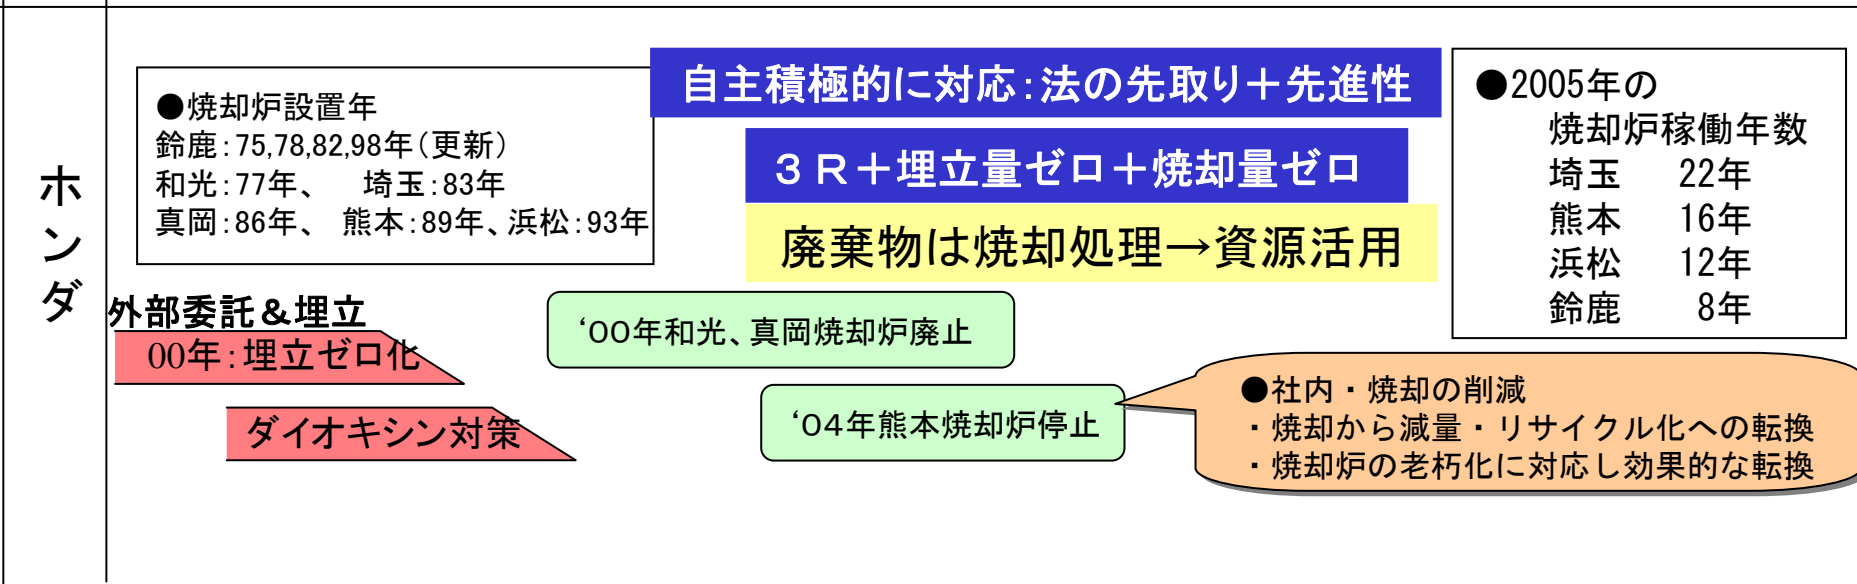 ホンダ
●焼却炉設置年
鈴鹿:75,78,82,98年(更新)
和光:77年、 埼玉:83年
真岡:86年、 熊本:89年、浜松:93年
自主積極的に対応:法の先取り+先進性
3R+埋立量ゼロ+焼却量ゼロ
廃棄物は焼却処理→資源活用
●2005年の
焼却炉稼働年数
埼玉 22年
熊本 16年
浜松 12年
鈴鹿 8年
外部委託&埋立
00年:埋立ゼロ化
ダイオキシン対策
‘00年和光、真岡焼却炉廃止
‘04年熊本焼却炉停止
●社内・焼却の削減
・焼却から減量・リサイクル化への転換
・焼却炉の老朽化に対応し効果的な転換